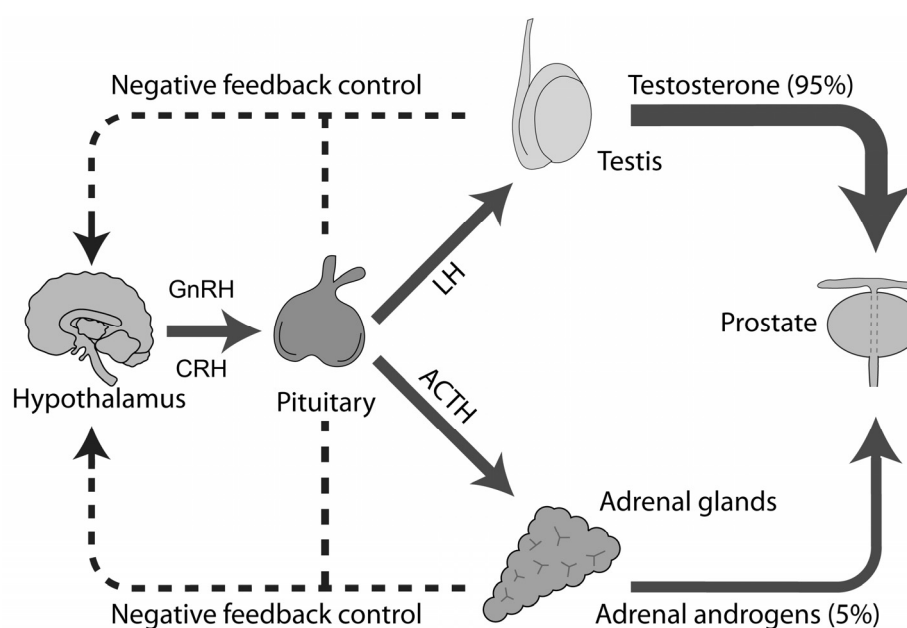 Negative feedback control
Testosterone (95%)
Testis
LH
GnRH
CRH
Hypothalamus
Pituitary
Prostate
ACTH
Adrenal glands
Negative feedback control
Adrenal androgens (5%)